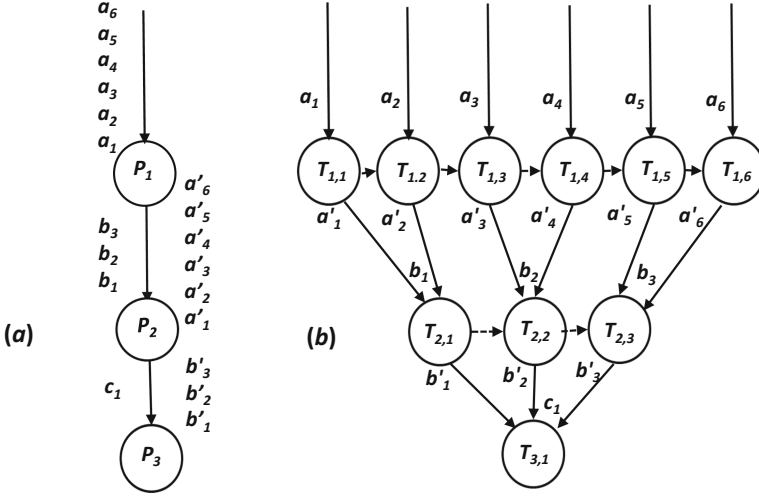 a6
a5
a4
a3
a2
a1
P1
a'6
a'5
a'4
a'3
a'2
a'1
b3
b2
b1
P2
b'3
b'2
b'1
c1
P3
(a)
a1 a2 a3 a4 a5 a6
T1,1 T1.2 T1,3 T1,4 T1,5 T1,6
a'1 a'2 a'3 a'4 a'5 a'6
b1 b2 b3
T2,1 T2,2 T2,3
(b)
b'1 b'2 b'3
c1
T3,1